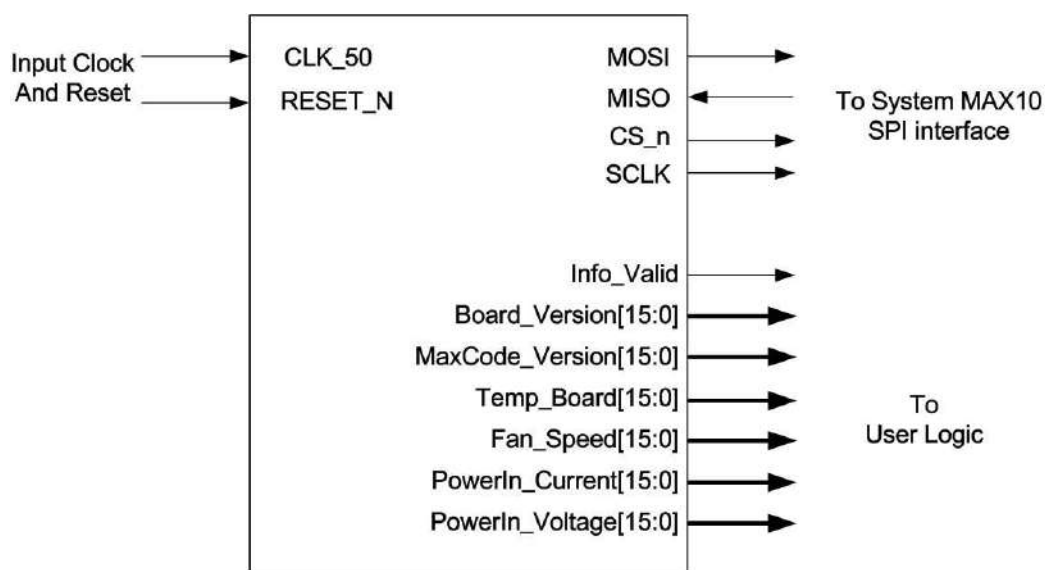 Input Clock
And Reset
CLK_50
RESET_N
MOSI
MISO
CS_n
SCLK
To System MAX10
SPI interface
Info_Valid
Board_Version[15:0]
MaxCode_Version[15:0]
Temp_Board[15:0]
Fan_Speed[15:0]
PowerIn_Current[15:0]
PowerIn_Voltage[15:0]
To
User Logic